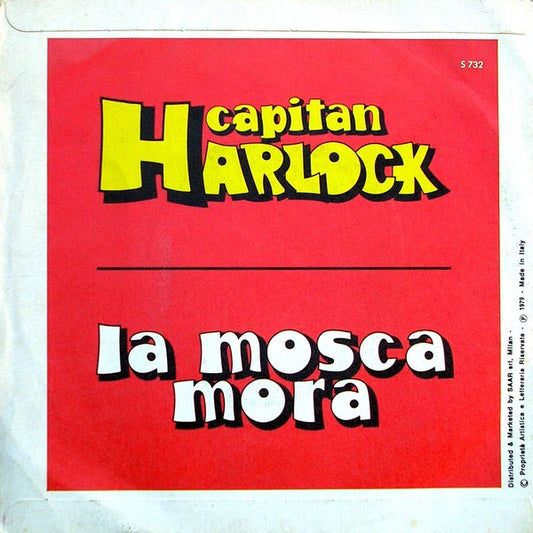 S 732
capitan
HARLOCK
la mosca
mora
Distributed & Marketed by SAAR srl, Milan ·
© Proprietà Artistica e Letteraria Riservata · ℗ 1979 · Made in Italy